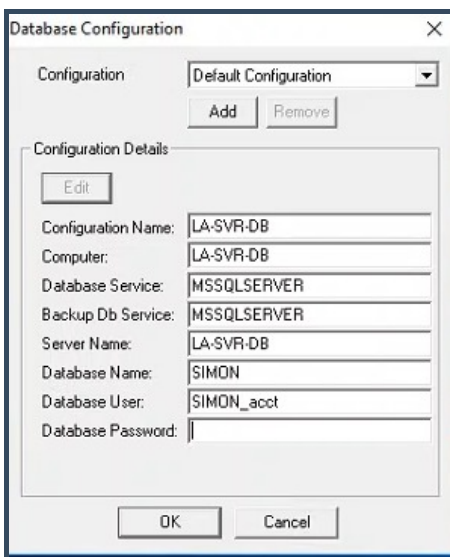 Database Configuration
Configuration Default Configuration
Add Remove
Configuration Details
Edit
Configuration Name: LA-SVR-DB
Computer: LA-SVR-DB
Database Service: MSSQLSERVER
Backup Db Service: MSSQLSERVER
Server Name: LA-SVR-DB
Database Name: SIMON
Database User: SIMON_acct
Database Password:
OK Cancel